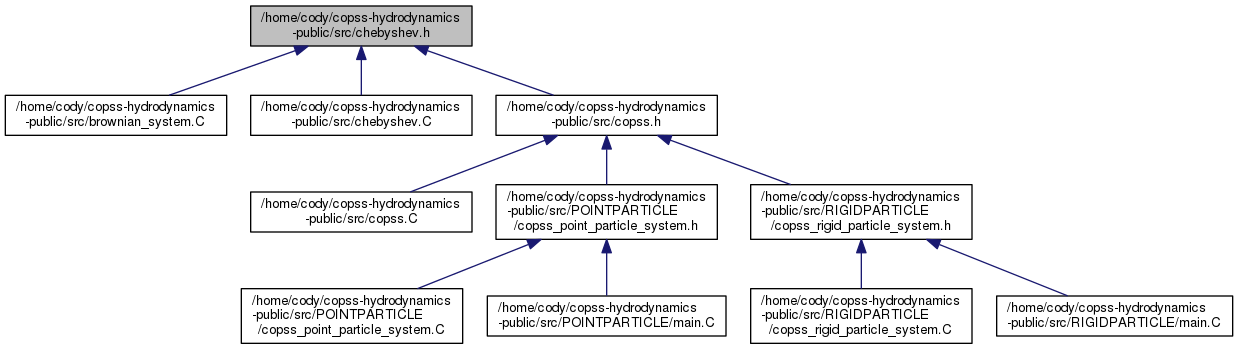 /home/cody/copss-hydrodynamics
-public/src/chebyshev.h
/home/cody/copss-hydrodynamics
-public/src/brownian_system.C
/home/cody/copss-hydrodynamics
-public/src/chebyshev.C
/home/cody/copss-hydrodynamics
-public/src/copss.h
/home/cody/copss-hydrodynamics
-public/src/copss.C
/home/cody/copss-hydrodynamics
-public/src/POINTPARTICLE
/copss_point_particle_system.h
/home/cody/copss-hydrodynamics
-public/src/RIGIDPARTICLE
/copss_rigid_particle_system.h
/home/cody/copss-hydrodynamics
-public/src/POINTPARTICLE
/copss_point_particle_system.C
/home/cody/copss-hydrodynamics
-public/src/POINTPARTICLE/main.C
/home/cody/copss-hydrodynamics
-public/src/RIGIDPARTICLE
/copss_rigid_particle_system.C
/home/cody/copss-hydrodynamics
-public/src/RIGIDPARTICLE/main.C